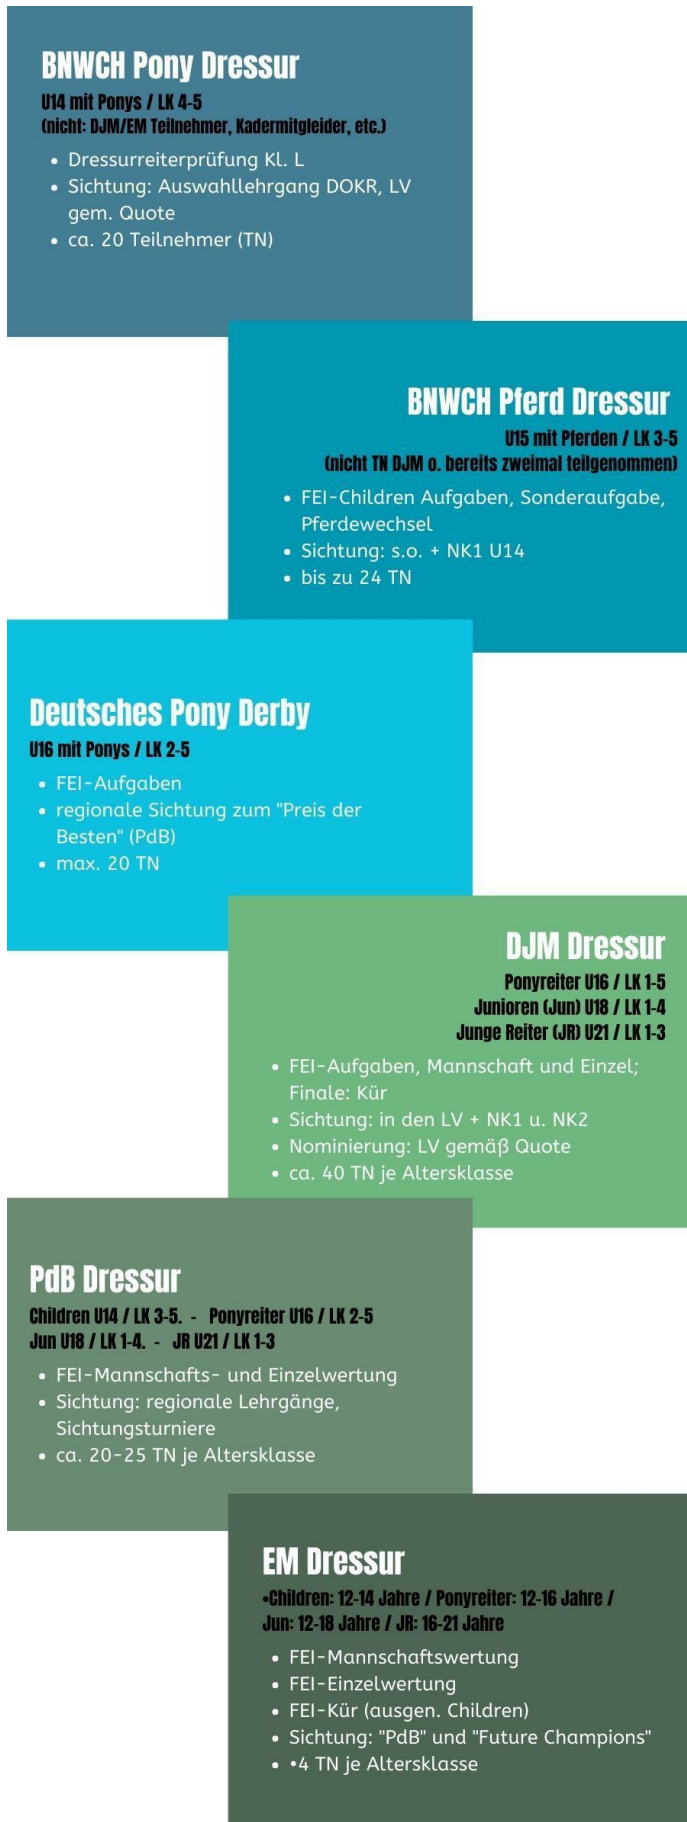 BNWCH Pony Dressur
U14 mit Ponys / LK 4-5
(nicht: DJM/EM Teilnehmer, Kadermitgleider, etc.)
• Dressurreiterprüfung Kl. L
• Sichtung: Auswahllehrgang DOKR, LV
gem. Quote
• ca. 20 Teilnehmer (TN)
BNWCH Pferd Dressur
U15 mit Pferden / LK 3-5
(nicht TN DJM o. bereits zweimal teilgenommen)
• FEI-Children Aufgaben, Sonderaufgabe,
Pferdewechsel
• Sichtung: s.o. + NK1 U14
• bis zu 24 TN
Deutsches Pony Derby
U16 mit Ponys / LK 2-5
• FEI-Aufgaben
• regionale Sichtung zum "Preis der
Besten" (PdB)
• max. 20 TN
DJM Dressur
Ponyreiter U16 / LK 1-5
Junioren (Jun) U18 / LK 1-4
Junge Reiter (JR) U21 / LK 1-3
• FEI-Aufgaben, Mannschaft und Einzel;
Finale: Kür
• Sichtung: in den LV + NK1 u. NK2
• Nominierung: LV gemäß Quote
• ca. 40 TN je Altersklasse
PdB Dressur
Children U14 / LK 3-5. - Ponyreiter U16 / LK 2-5
Jun U18 / LK 1-4. - JR U21 / LK 1-3
• FEI-Mannschafts- und Einzelwertung
• Sichtung: regionale Lehrgänge,
Sichtungsturniere
• ca. 20-25 TN je Altersklasse
EM Dressur
•Children: 12-14 Jahre / Ponyreiter: 12-16 Jahre /
Jun: 12-18 Jahre / JR: 16-21 Jahre
• FEI-Mannschaftswertung
• FEI-Einzelwertung
• FEI-Kür (ausgen. Children)
• Sichtung: "PdB" und "Future Champions"
• •4 TN je Altersklasse